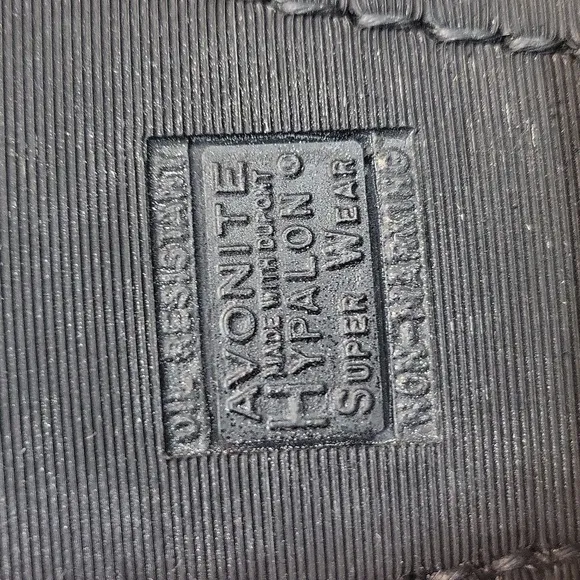 OIL RESISTANT
AVONITE
MADE WITH DUPONT
HYPALON ®
SUPER WEAR
NON-MARKING